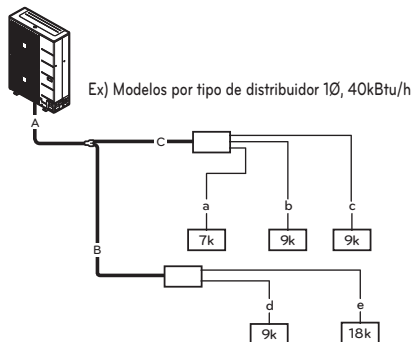 Ex) Modelos por tipo de distribuidor 1Ø, 40kBtu/h
A
C
a
b
c
7k
9k
9k
B
d
e
9k
18k